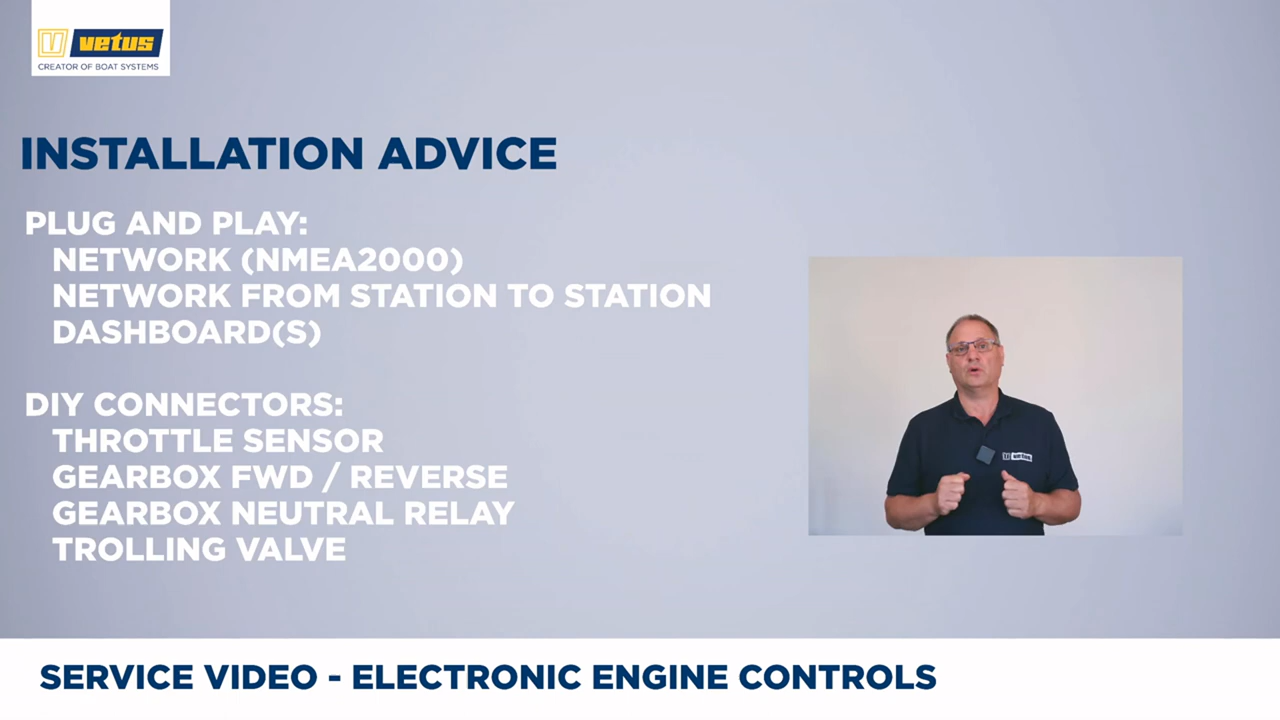 vetus
CREATOR OF BOAT SYSTEMS
INSTALLATION ADVICE
PLUG AND PLAY:
NETWORK (NMEA2000)
NETWORK FROM STATION TO STATION
DASHBOARD(S)
DIY CONNECTORS:
THROTTLE SENSOR
GEARBOX FWD / REVERSE
GEARBOX NEUTRAL RELAY
TROLLING VALVE
vetus
SERVICE VIDEO - ELECTRONIC ENGINE CONTROLS